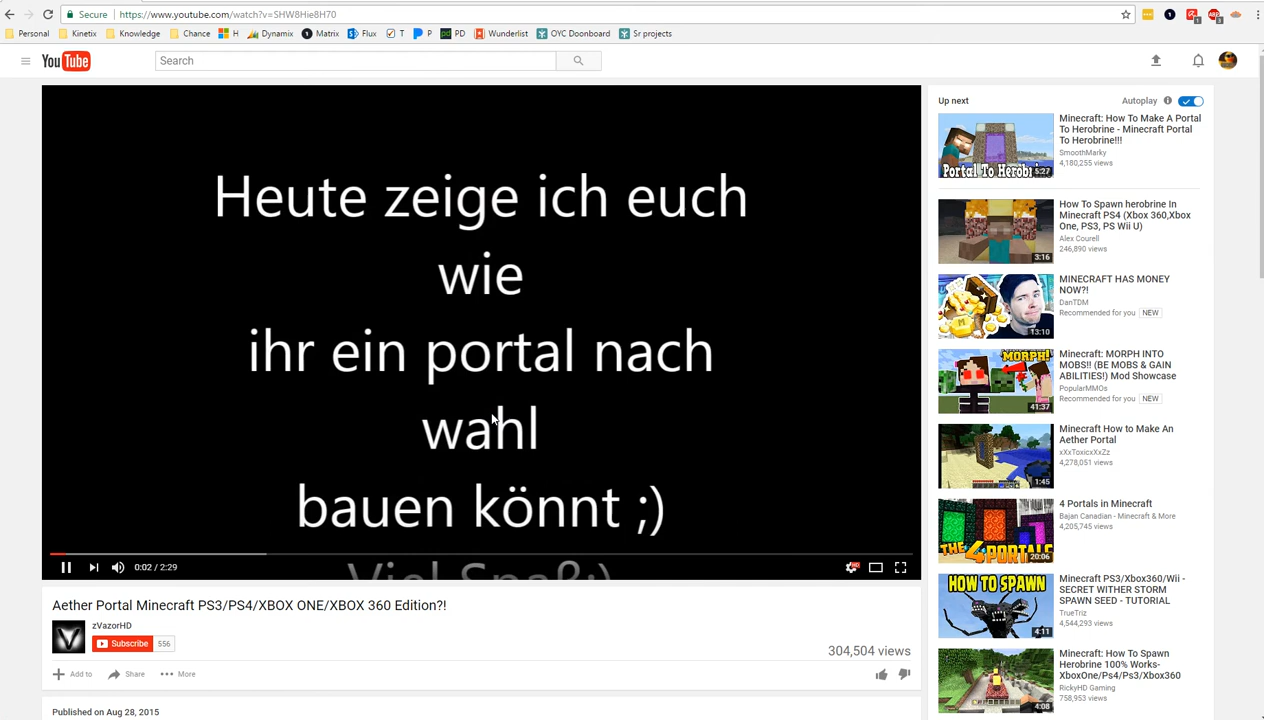 Secure https://www.youtube.com/watch?v=SHW8Hie8H70
Personal Kinetix Knowledge Chance H Dynamix Matrix Flux T P PD Wunderlist OYC Doonboard Sr projects
YouTube
Search
Heute zeige ich euch
wie
ihr ein portal nach
wahl
bauen könnt ;)
Viel Spaß:)
0:02 / 2:29
HD
Aether Portal Minecraft PS3/PS4/XBOX ONE/XBOX 360 Edition?!
zVazorHD
Subscribe 556
304,504 views
Add to Share More
Published on Aug 28, 2015
Up next Autoplay
Portal To Herobrine
5:27
Minecraft: How To Make A Portal
To Herobrine - Minecraft Portal
To Herobrine!!!
SmoothMarky
4,180,255 views
3:16
How To Spawn herobrine In
Minecraft PS4 (Xbox 360,Xbox
One, PS3, PS Wii U)
Alex Courell
246,890 views
13:10
MINECRAFT HAS MONEY
NOW?!
DanTDM
Recommended for you NEW
MORPH!
41:37
Minecraft: MORPH INTO
MOBS!! (BE MOBS & GAIN
ABILITIES!) Mod Showcase
PopularMMOs
Recommended for you NEW
1:45
Minecraft How to Make An
Aether Portal
xXxToxicxXxZz
4,278,051 views
THE 4 PORTALS
20:06
4 Portals in Minecraft
Bajan Canadian - Minecraft & More
4,205,745 views
HOW TO SPAWN
4:11
Minecraft PS3/Xbox360/Wii -
SECRET WITHER STORM
SPAWN SEED - TUTORIAL
TrueTriz
4,544,293 views
4:08
Minecraft: How To Spawn
Herobrine 100% Works-
XboxOne/Ps4/Ps3/Xbox360
RickyHD Gaming
758,953 views